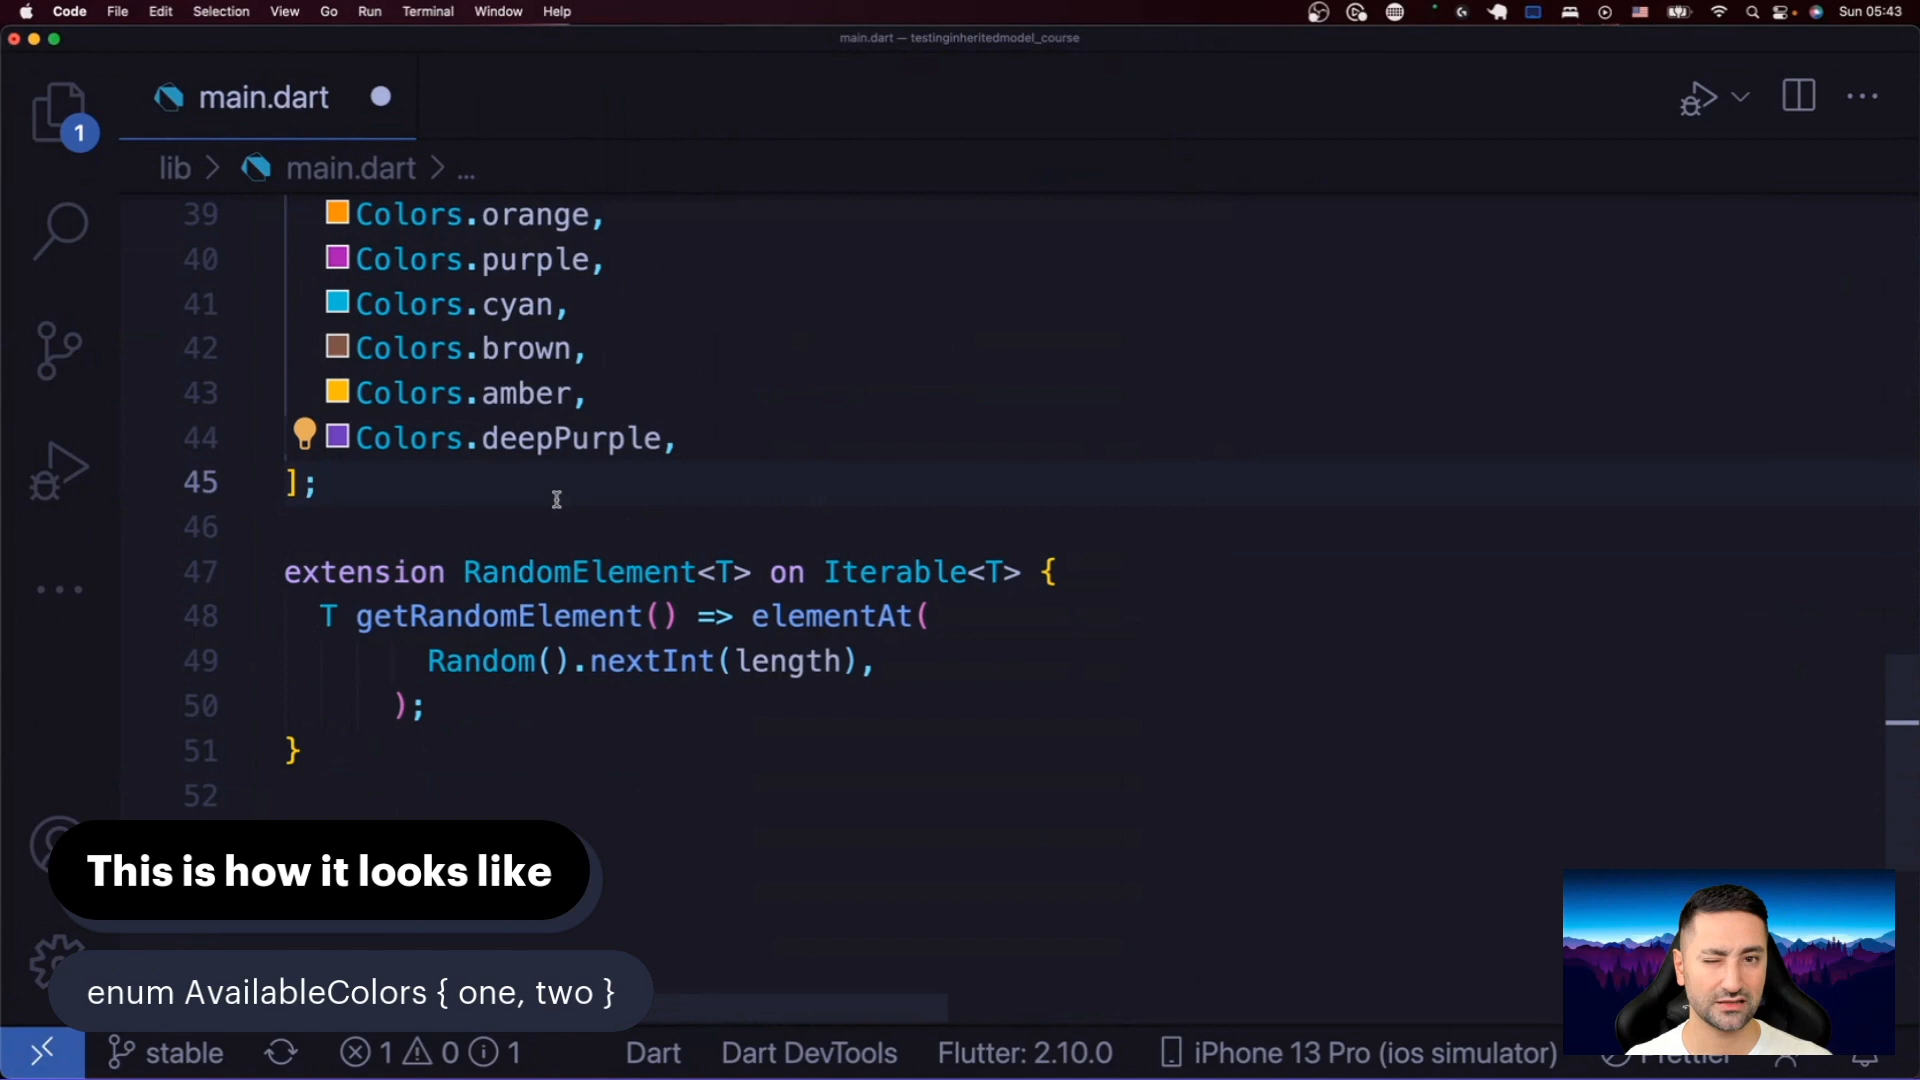 Code File Edit Selection View Go Run Terminal Window Help Sun 05:43
main.dart — testinginheritedmodel_course
main.dart
1
lib > main.dart > ...
39 Colors.orange,
40 Colors.purple,
41 Colors.cyan,
42 Colors.brown,
43 Colors.amber,
44 Colors.deepPurple,
45 ];
46
47 extension RandomElement<T> on Iterable<T> {
48 T getRandomElement() => elementAt(
49 Random().nextInt(length),
50 );
51 }
52
This is how it looks like
enum AvailableColors { one, two }
stable 1 0 1 Dart Dart DevTools Flutter: 2.10.0 iPhone 13 Pro (ios simulator) Prettier